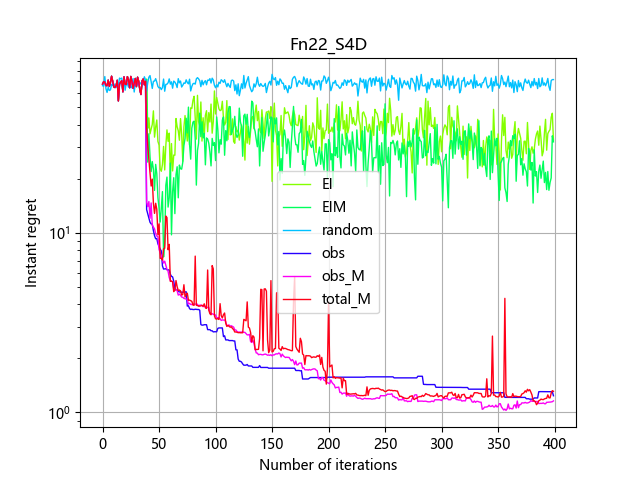 Fn22_S4D
Instant regret
10¹
10⁰
EI
EIM
random
obs
obs_M
total_M
0 50 100 150 200 250 300 350 400
Number of iterations